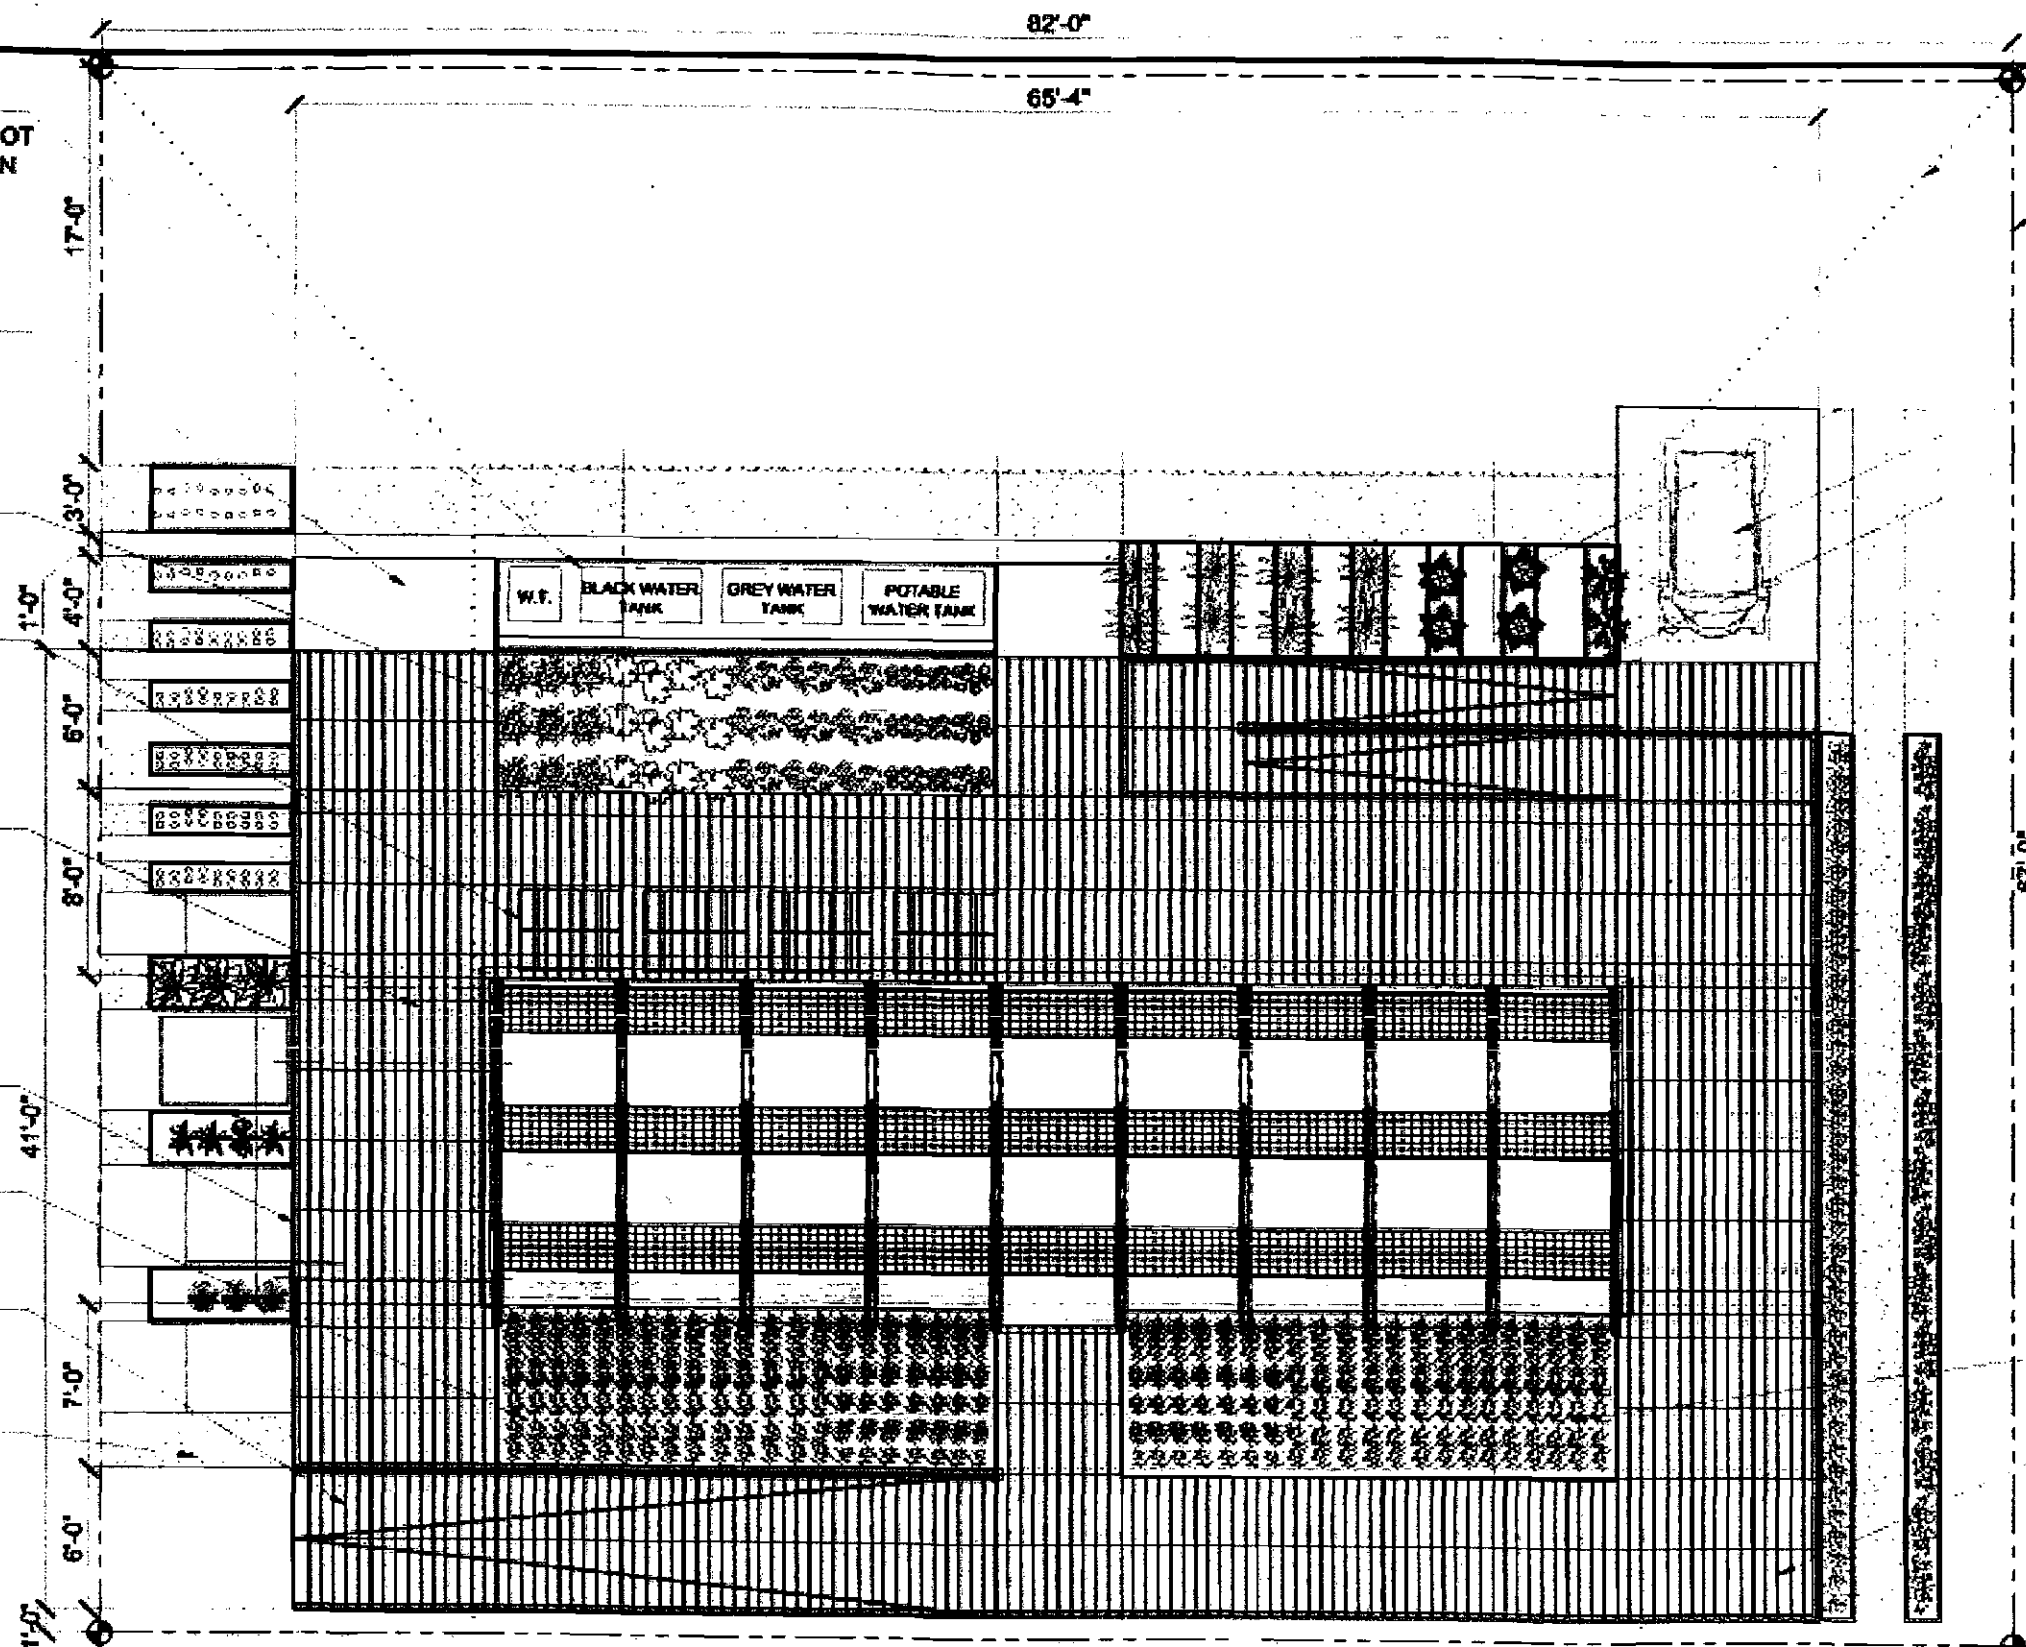 82'-0"
65'-4"
OT
N
17'-0"
3'-0"
1'-0"
4'-0"
W.T.
BLACK WATER
TANK
GREY WATER
TANK
POTABLE
WATER TANK
6'-0"
8'-0"
41'-0"
7'-0"
6'-0"
1'-0"